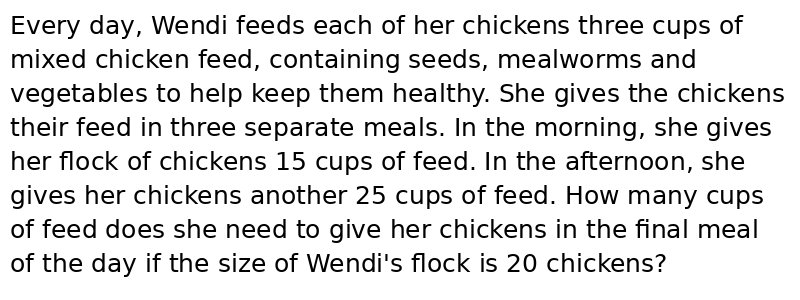 Every day, Wendi feeds each of her chickens three cups of
mixed chicken feed, containing seeds, mealworms and
vegetables to help keep them healthy. She gives the chickens
their feed in three separate meals. In the morning, she gives
her flock of chickens 15 cups of feed. In the afternoon, she
gives her chickens another 25 cups of feed. How many cups
of feed does she need to give her chickens in the final meal
of the day if the size of Wendi's flock is 20 chickens?